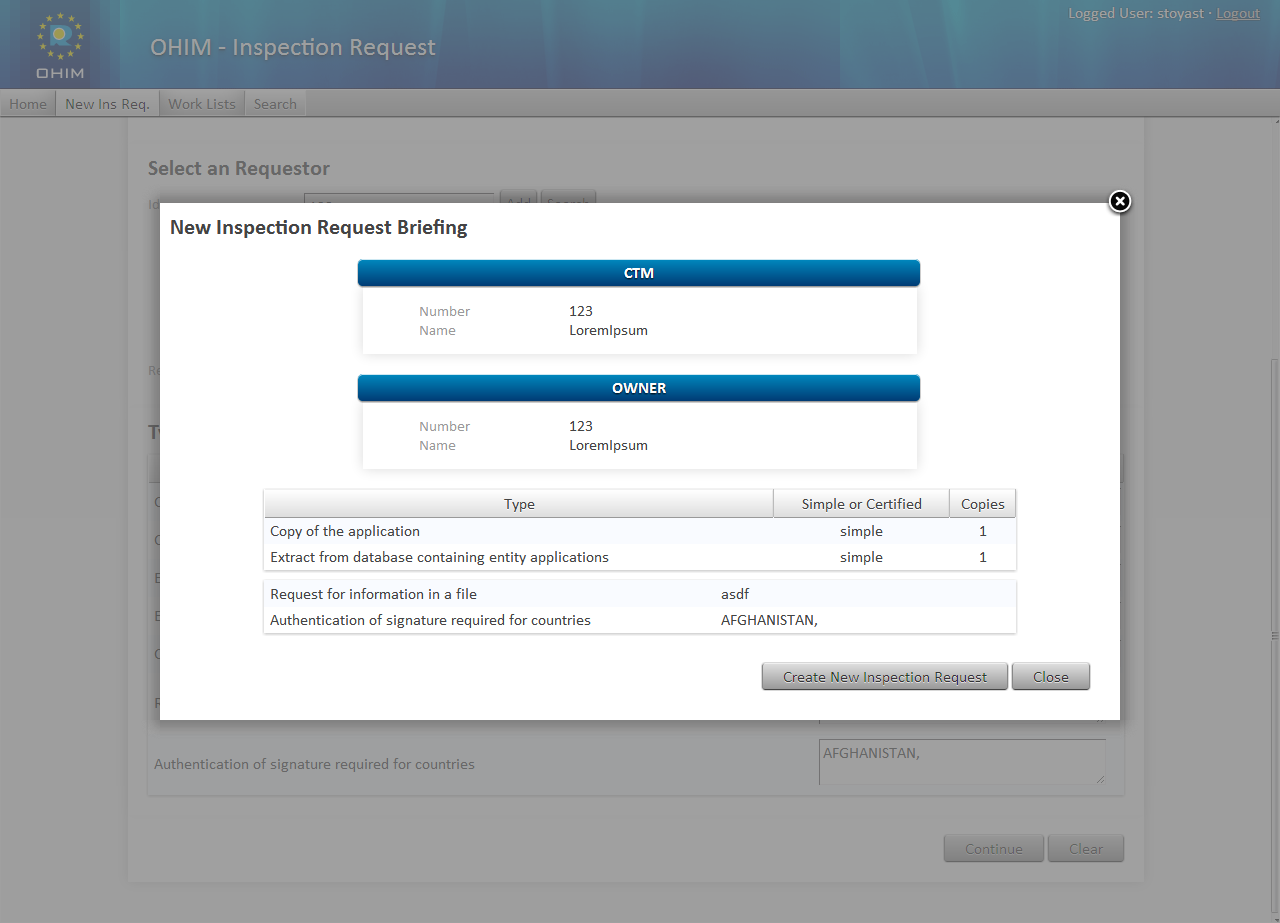 Logged User: stoyast · Logout
OHIM - Inspection Request
OHIM
Home New Ins Req. Work Lists Search
Select an Requestor
New Inspection Request Briefing
CTM
Number 123
Name LoremIpsum
OWNER
Number 123
Name LoremIpsum
Type Simple or Certified Copies
Copy of the application simple 1
Extract from database containing entity applications simple 1
Request for information in a file asdf
Authentication of signature required for countries AFGHANISTAN,
Create New Inspection Request Close
Authentication of signature required for countries AFGHANISTAN,
Continue Clear